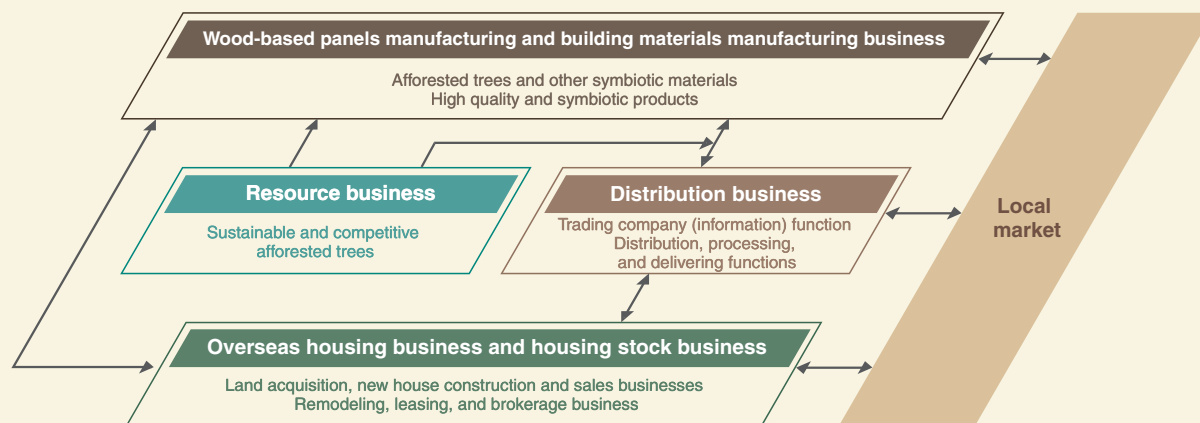 Wood-based panels manufacturing and building materials manufacturing business
Afforested trees and other symbiotic materials
High quality and symbiotic products
Resource business
Sustainable and competitive
afforested trees
Distribution business
Trading company (information) function
Distribution, processing,
and delivering functions
Local
market
Overseas housing business and housing stock business
Land acquisition, new house construction and sales businesses
Remodeling, leasing, and brokerage business